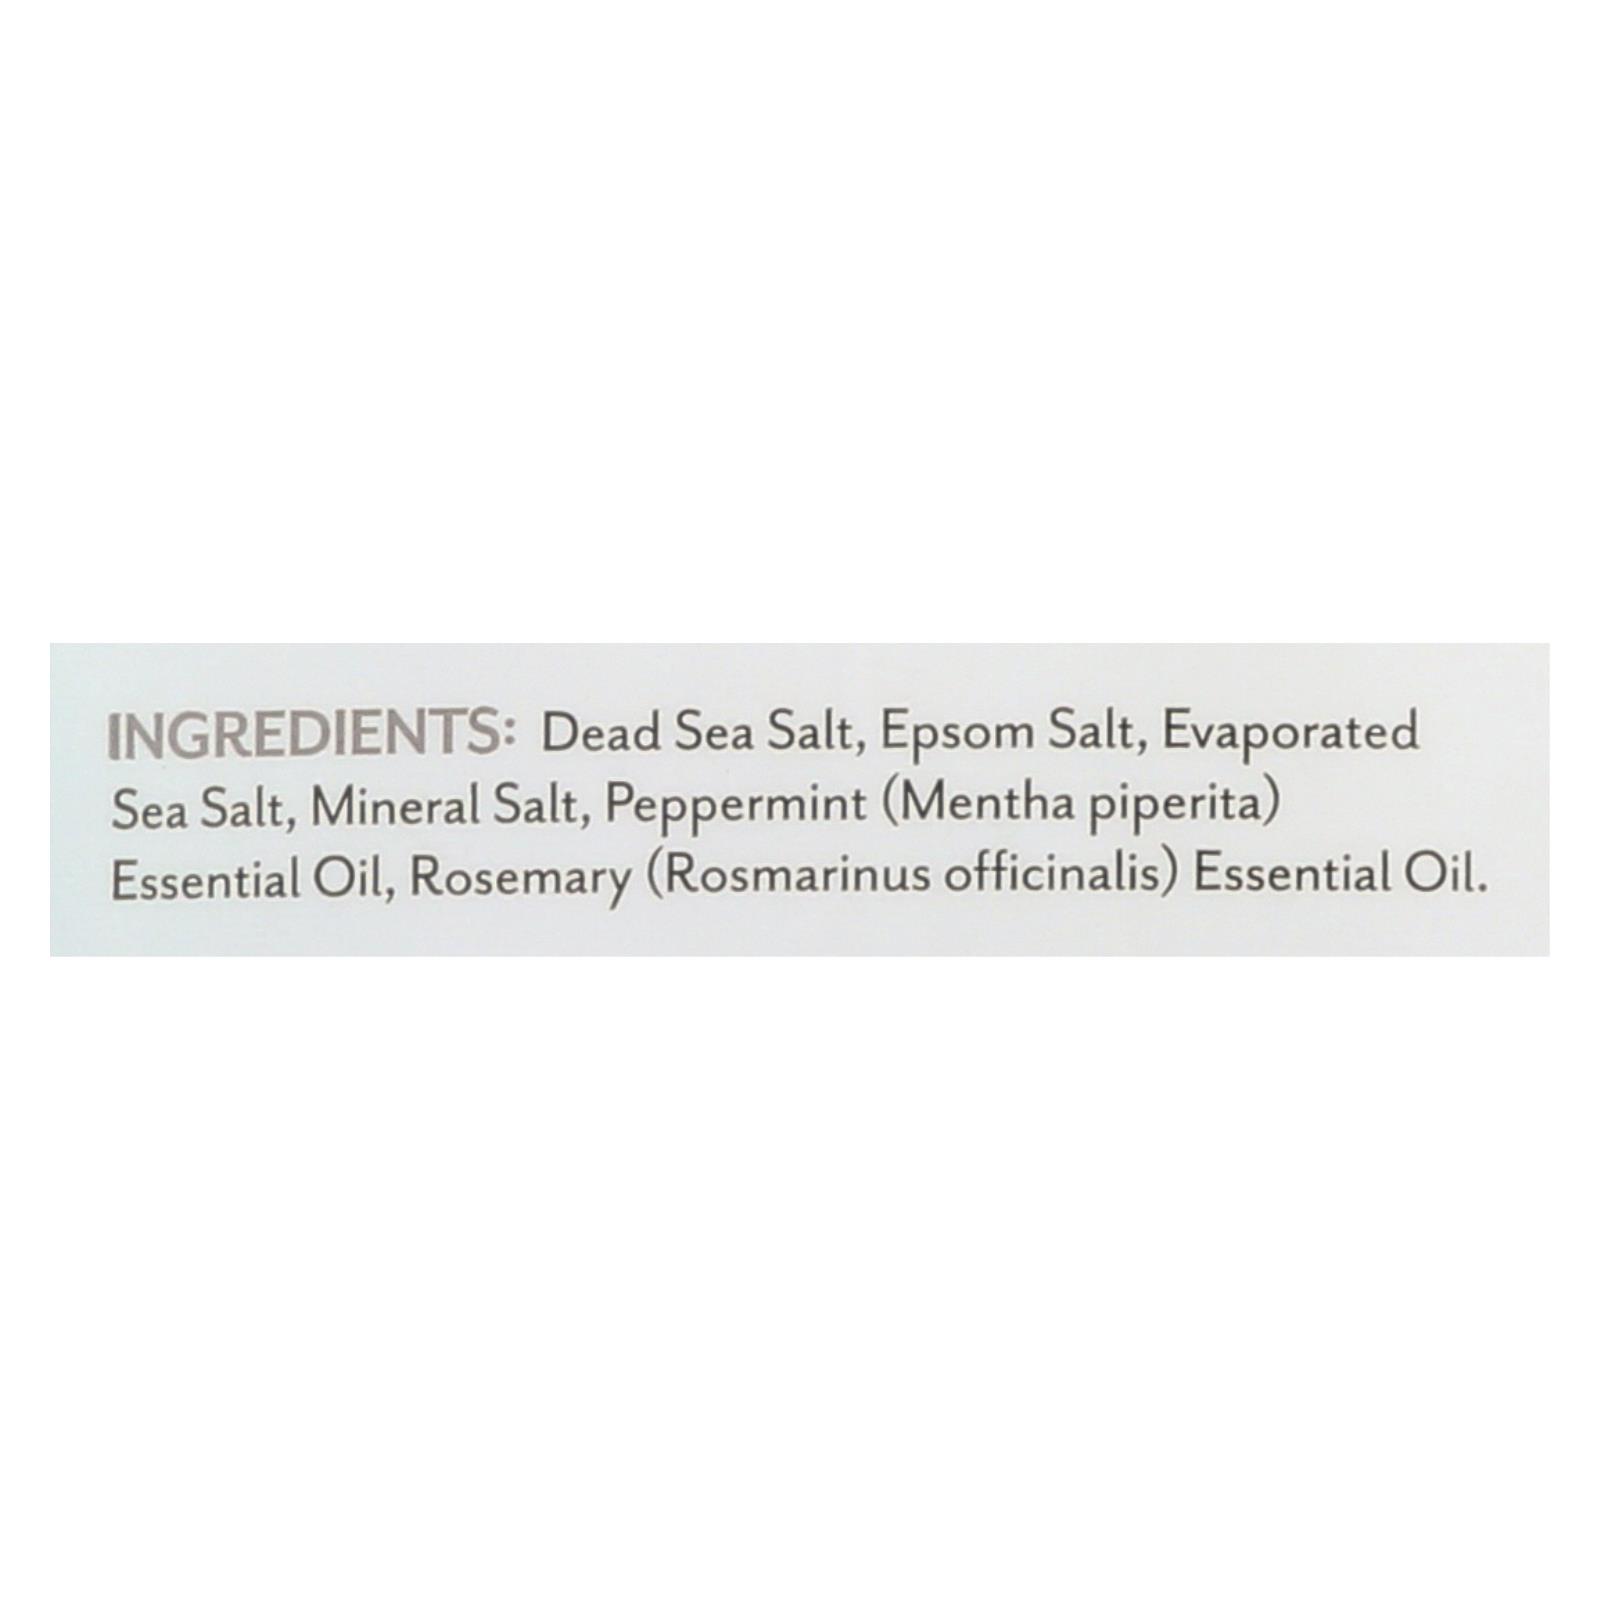 INGREDIENTS: Dead Sea Salt, Epsom Salt, Evaporated
Sea Salt, Mineral Salt, Peppermint (Mentha piperita)
Essential Oil, Rosemary (Rosmarinus officinalis) Essential Oil.